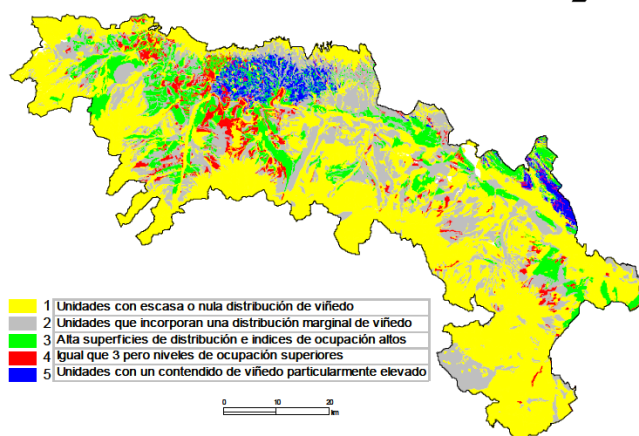 1 Unidades con escasa o nula distribución de viñedo
2 Unidades que incorporan una distribución marginal de viñedo
3 Alta superficies de distribución e indices de ocupación altos
4 Igual que 3 pero niveles de ocupación superiores
5 Unidades con un contendido de viñedo particularmente elevado
0 10 20
km